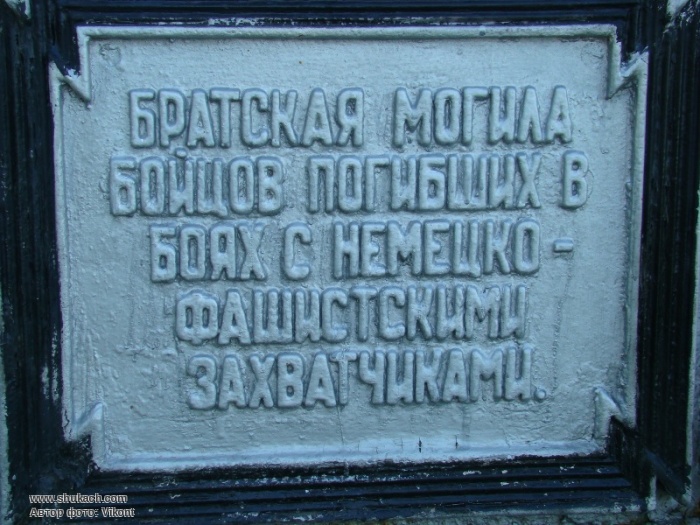 БРАТСКАЯ МОГИЛА
БОЙЦОВ ПОГИБШИХ В
БОЯХ С НЕМЕЦКО-
ФАШИСТСКИМИ
ЗАХВАТЧИКАМИ.
www.shukach.com
Автор фото: Vikont